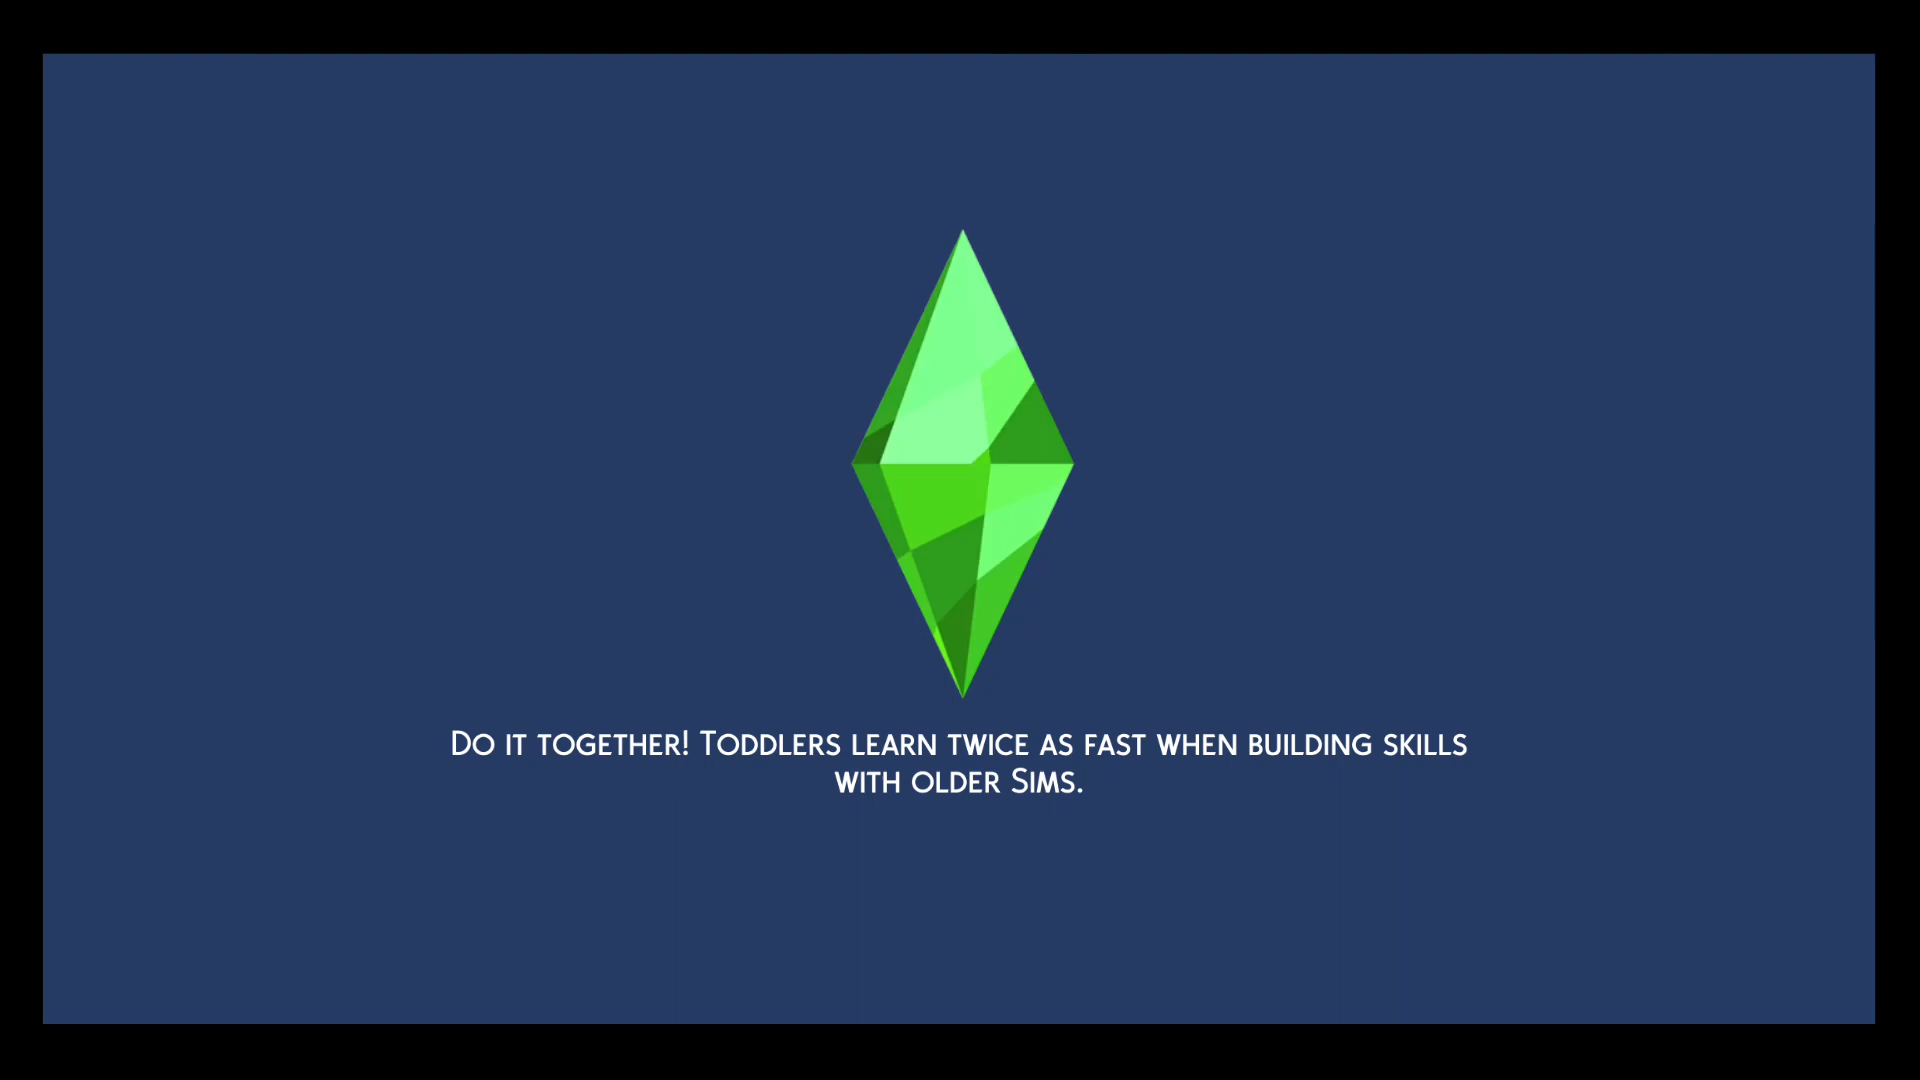 Do it together! Toddlers learn twice as fast when building skills
with older Sims.